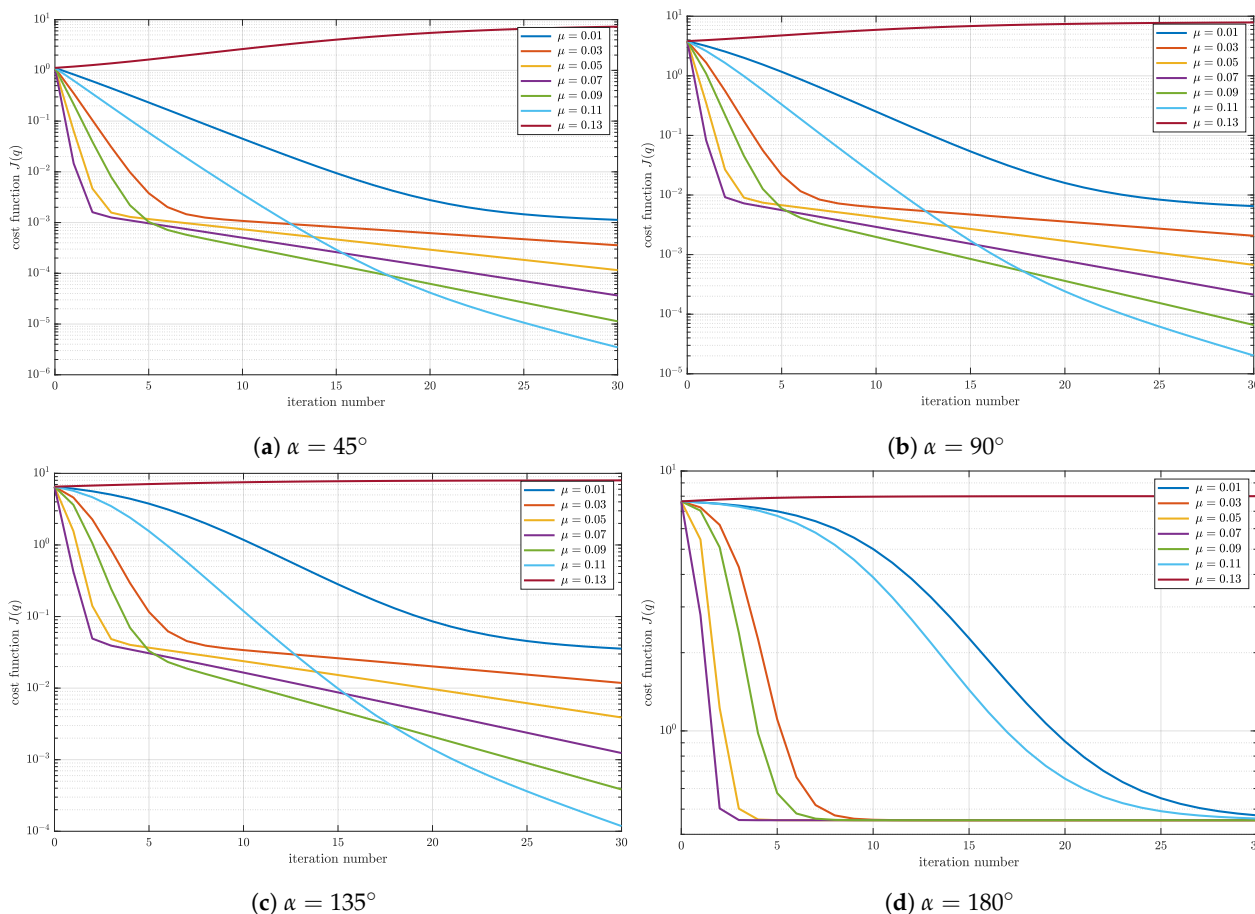 10^1
10^0
10^-1
10^-2
10^-3
10^-4
10^-5
10^-6
cost function J(q)
0 5 10 15 20 25 30
iteration number
μ = 0.01
μ = 0.03
μ = 0.05
μ = 0.07
μ = 0.09
μ = 0.11
μ = 0.13
(a) α = 45°
10^1
10^0
10^-1
10^-2
10^-3
10^-4
10^-5
cost function J(q)
0 5 10 15 20 25 30
iteration number
μ = 0.01
μ = 0.03
μ = 0.05
μ = 0.07
μ = 0.09
μ = 0.11
μ = 0.13
(b) α = 90°
10^1
10^0
10^-1
10^-2
10^-3
10^-4
cost function J(q)
0 5 10 15 20 25 30
iteration number
μ = 0.01
μ = 0.03
μ = 0.05
μ = 0.07
μ = 0.09
μ = 0.11
μ = 0.13
(c) α = 135°
10^1
10^0
cost function J(q)
0 5 10 15 20 25 30
iteration number
μ = 0.01
μ = 0.03
μ = 0.05
μ = 0.07
μ = 0.09
μ = 0.11
μ = 0.13
(d) α = 180°